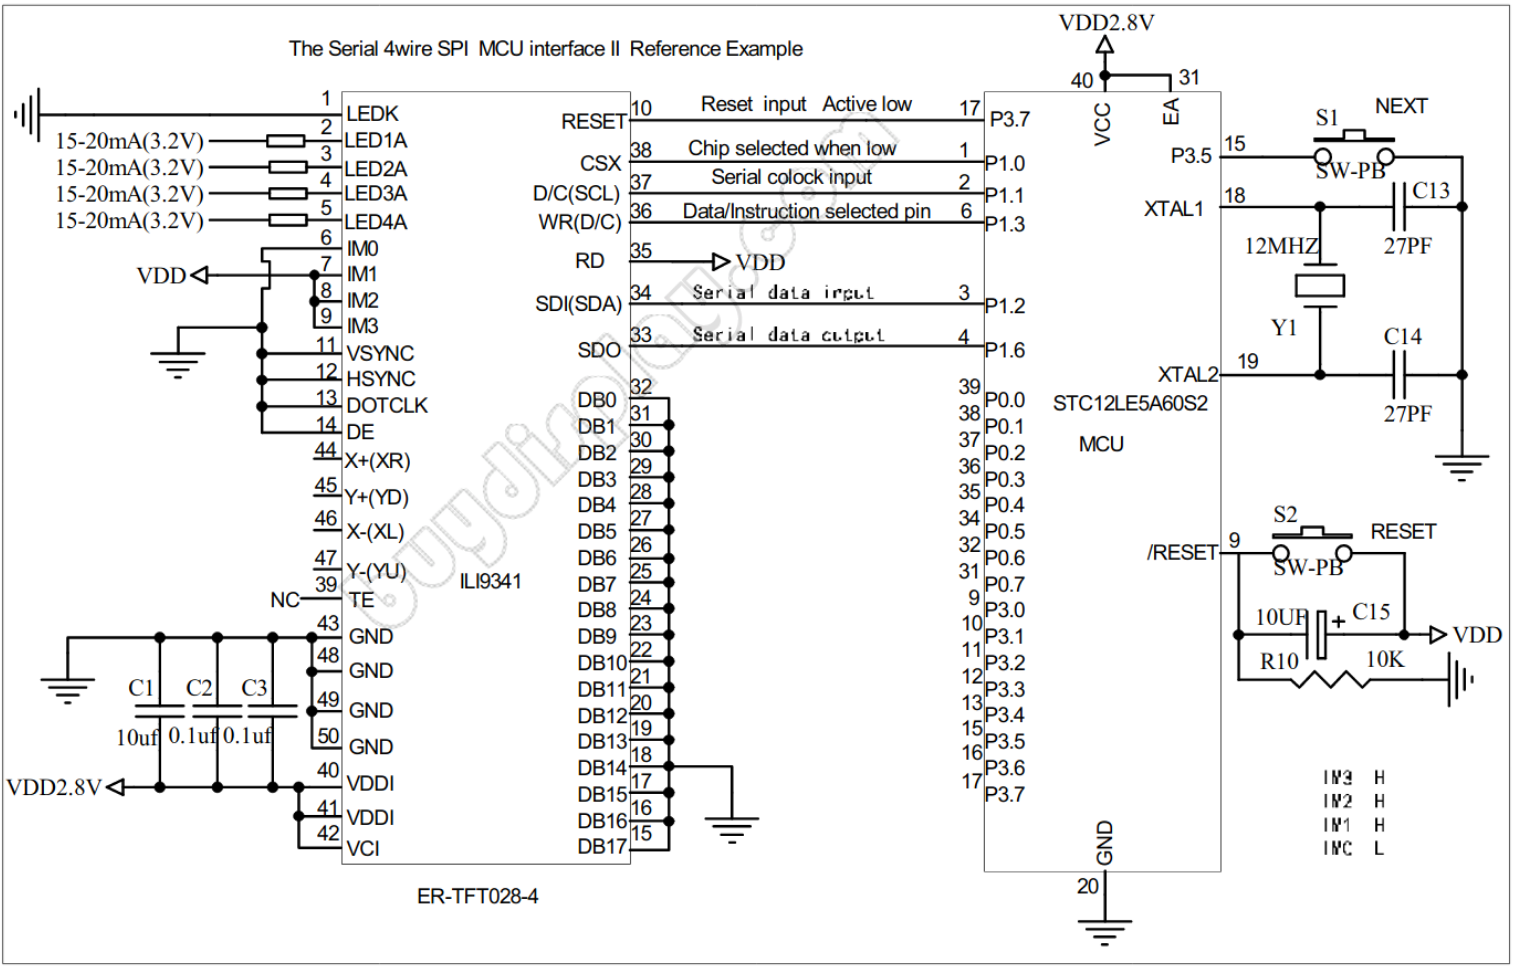 VDD2.8V
The Serial 4wire SPI MCU interface II Reference Example
40 31
1 LEDK
15-20mA(3.2V) 2 LED1A
15-20mA(3.2V) 3 LED2A
15-20mA(3.2V) 4 LED3A
15-20mA(3.2V) 5 LED4A
6 IM0
VDD 7 IM1
8 IM2
9 IM3
11 VSYNC
12 HSYNC
13 DOTCLK
14 DE
44 X+(XR)
45 Y+(YD)
46 X-(XL)
47 Y-(YU)
NC 39 TE
43 GND
48 GND
49 GND
50 GND
C1 C2 C3
10uf 0.1uf 0.1uf
VDD2.8V 40 VDDI
41 VDDI
42 VCI
ILI9341
ER-TFT028-4
RESET 10 Reset input Active low 17 P3.7
CSX 38 Chip selected when low 1 P1.0
D/C(SCL) 37 Serial colock input 2 P1.1
WR(D/C) 36 Data/Instruction selected pin 6 P1.3
RD 35 VDD
SDI(SDA) 34 Serial data input 3 P1.2
SDO 33 Serial data output 4 P1.6
DB0 32
DB1 31
DB2 30
DB3 29
DB4 28
DB5 27
DB6 26
DB7 25
DB8 24
DB9 23
DB10 22
DB11 21
DB12 20
DB13 19
DB14 18
DB15 17
DB16 16
DB17 15
buydisplay.com
39 P0.0
38 P0.1
37 P0.2
36 P0.3
35 P0.4
34 P0.5
32 P0.6
31 P0.7
9 P3.0
10 P3.1
11 P3.2
12 P3.3
13 P3.4
15 P3.5
16 P3.6
17 P3.7
VCC EA
STC12LE5A60S2
MCU
GND
20
P3.5 15 S1 NEXT
SW-PB
XTAL1 18 C13
12MHZ 27PF
Y1
C14
XTAL2 19
27PF
S2 RESET
/RESET 9
SW-PB
10UF + C15 VDD
R10 10K
IM3 H
IM2 H
IM1 H
IM0 L